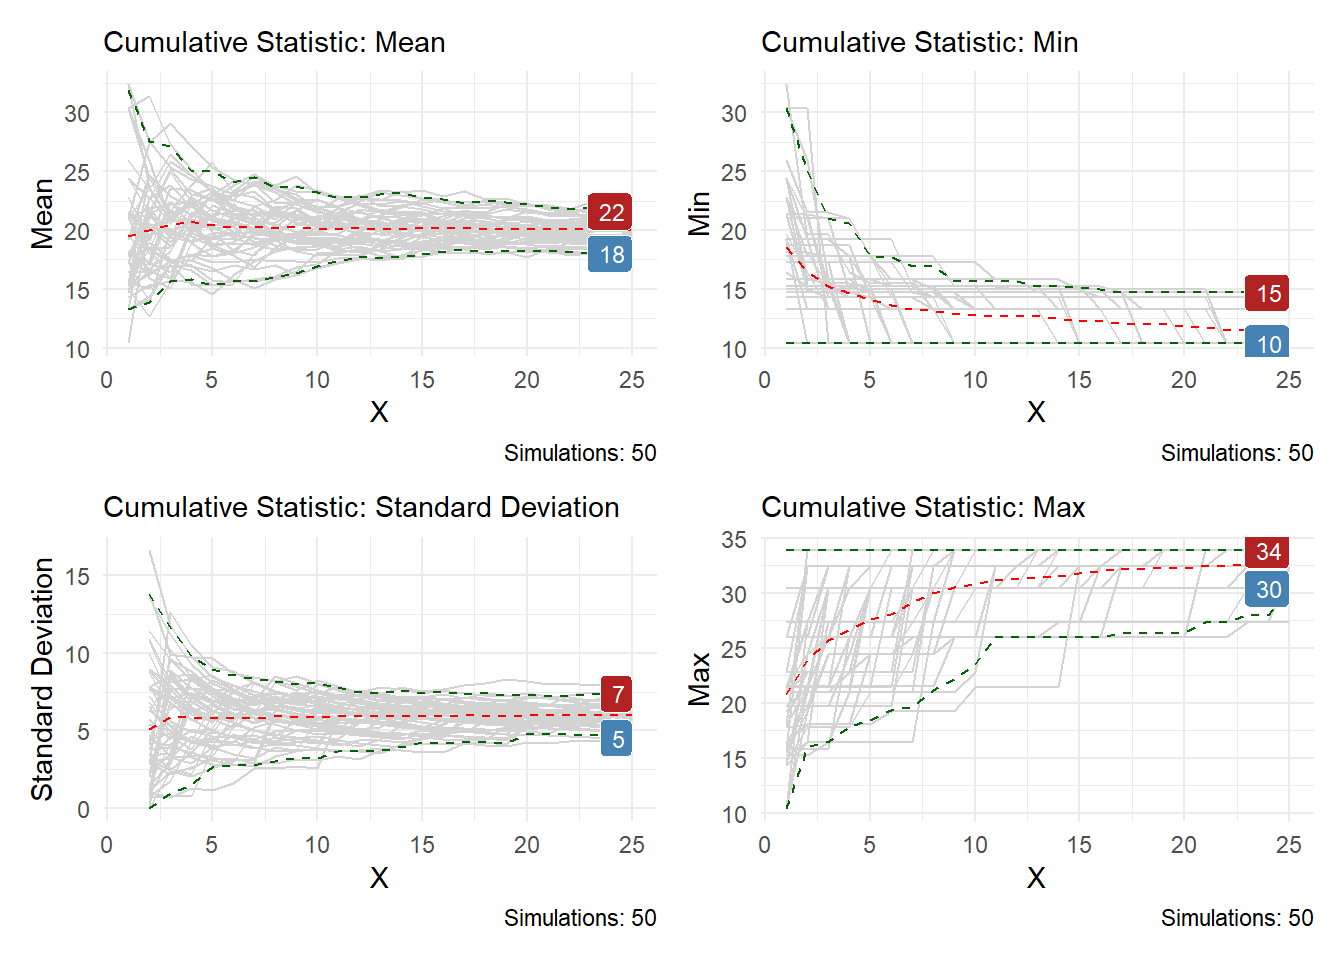 Cumulative Statistic: Mean
Mean
30
25
20
15
10
22
18
0 5 10 15 20 25
X
Simulations: 50
Cumulative Statistic: Min
Min
30
25
20
15
10
15
10
0 5 10 15 20 25
X
Simulations: 50
Cumulative Statistic: Standard Deviation
Standard Deviation
15
10
5
0
7
5
0 5 10 15 20 25
X
Simulations: 50
Cumulative Statistic: Max
Max
35
30
25
20
15
10
34
30
0 5 10 15 20 25
X
Simulations: 50